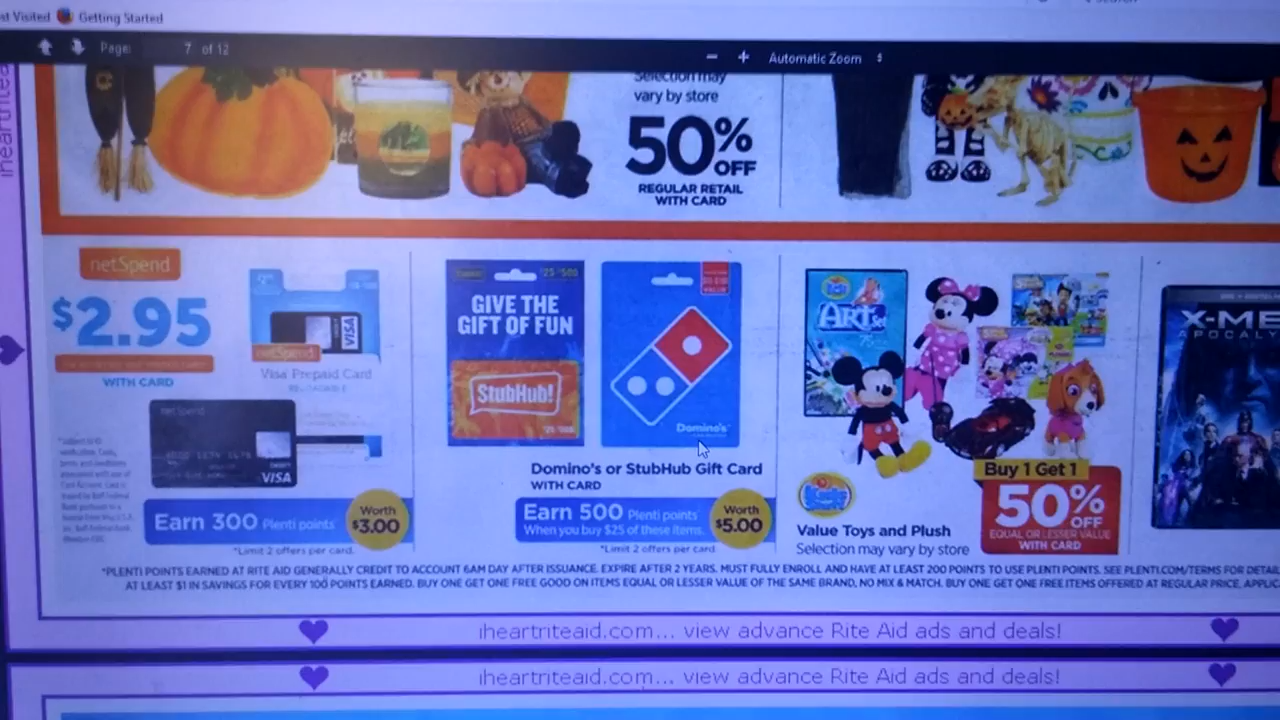 st Visited Getting Started
Page: 7 of 12
Automatic Zoom
Selection may
vary by store
50%
OFF
REGULAR RETAIL
WITH CARD
netSpend
$2.95
WITH CARD
VISA
netSpend
Visa Prepaid Card
netSpend
VISA
Earn 300 Plenti points
Worth
$3.00
*Limit 2 offers per card.
$25-$500
GIVE THE
GIFT OF FUN
StubHub!
Domino's
Domino's or StubHub Gift Card
WITH CARD
Earn 500 Plenti points
When you buy $25 of these items.
Worth
$5.00
*Limit 2 offers per card.
Art Set
Value Toys and Plush
Selection may vary by store
Buy 1 Get 1
50%
OFF
EQUAL OR LESSER VALUE
WITH CARD
X-ME
APOCALY
*PLENTI POINTS EARNED AT RITE AID GENERALLY CREDIT TO ACCOUNT 6AM DAY AFTER ISSUANCE. EXPIRE AFTER 2 YEARS. MUST FULLY ENROLL AND HAVE AT LEAST 200 POINTS TO USE PLENTI POINTS. SEE PLENTI.COM/TERMS FOR DETAIL
AT LEAST $1 IN SAVINGS FOR EVERY 100 POINTS EARNED. BUY ONE GET ONE FREE GOOD ON ITEMS EQUAL OR LESSER VALUE OF THE SAME BRAND, NO MIX & MATCH. BUY ONE GET ONE FREE ITEMS OFFERED AT REGULAR PRICE, APPLIC
iheartriteaid.com... view advance Rite Aid ads and deals!
iheartriteaid.com... view advance Rite Aid ads and deals!
iheartritea